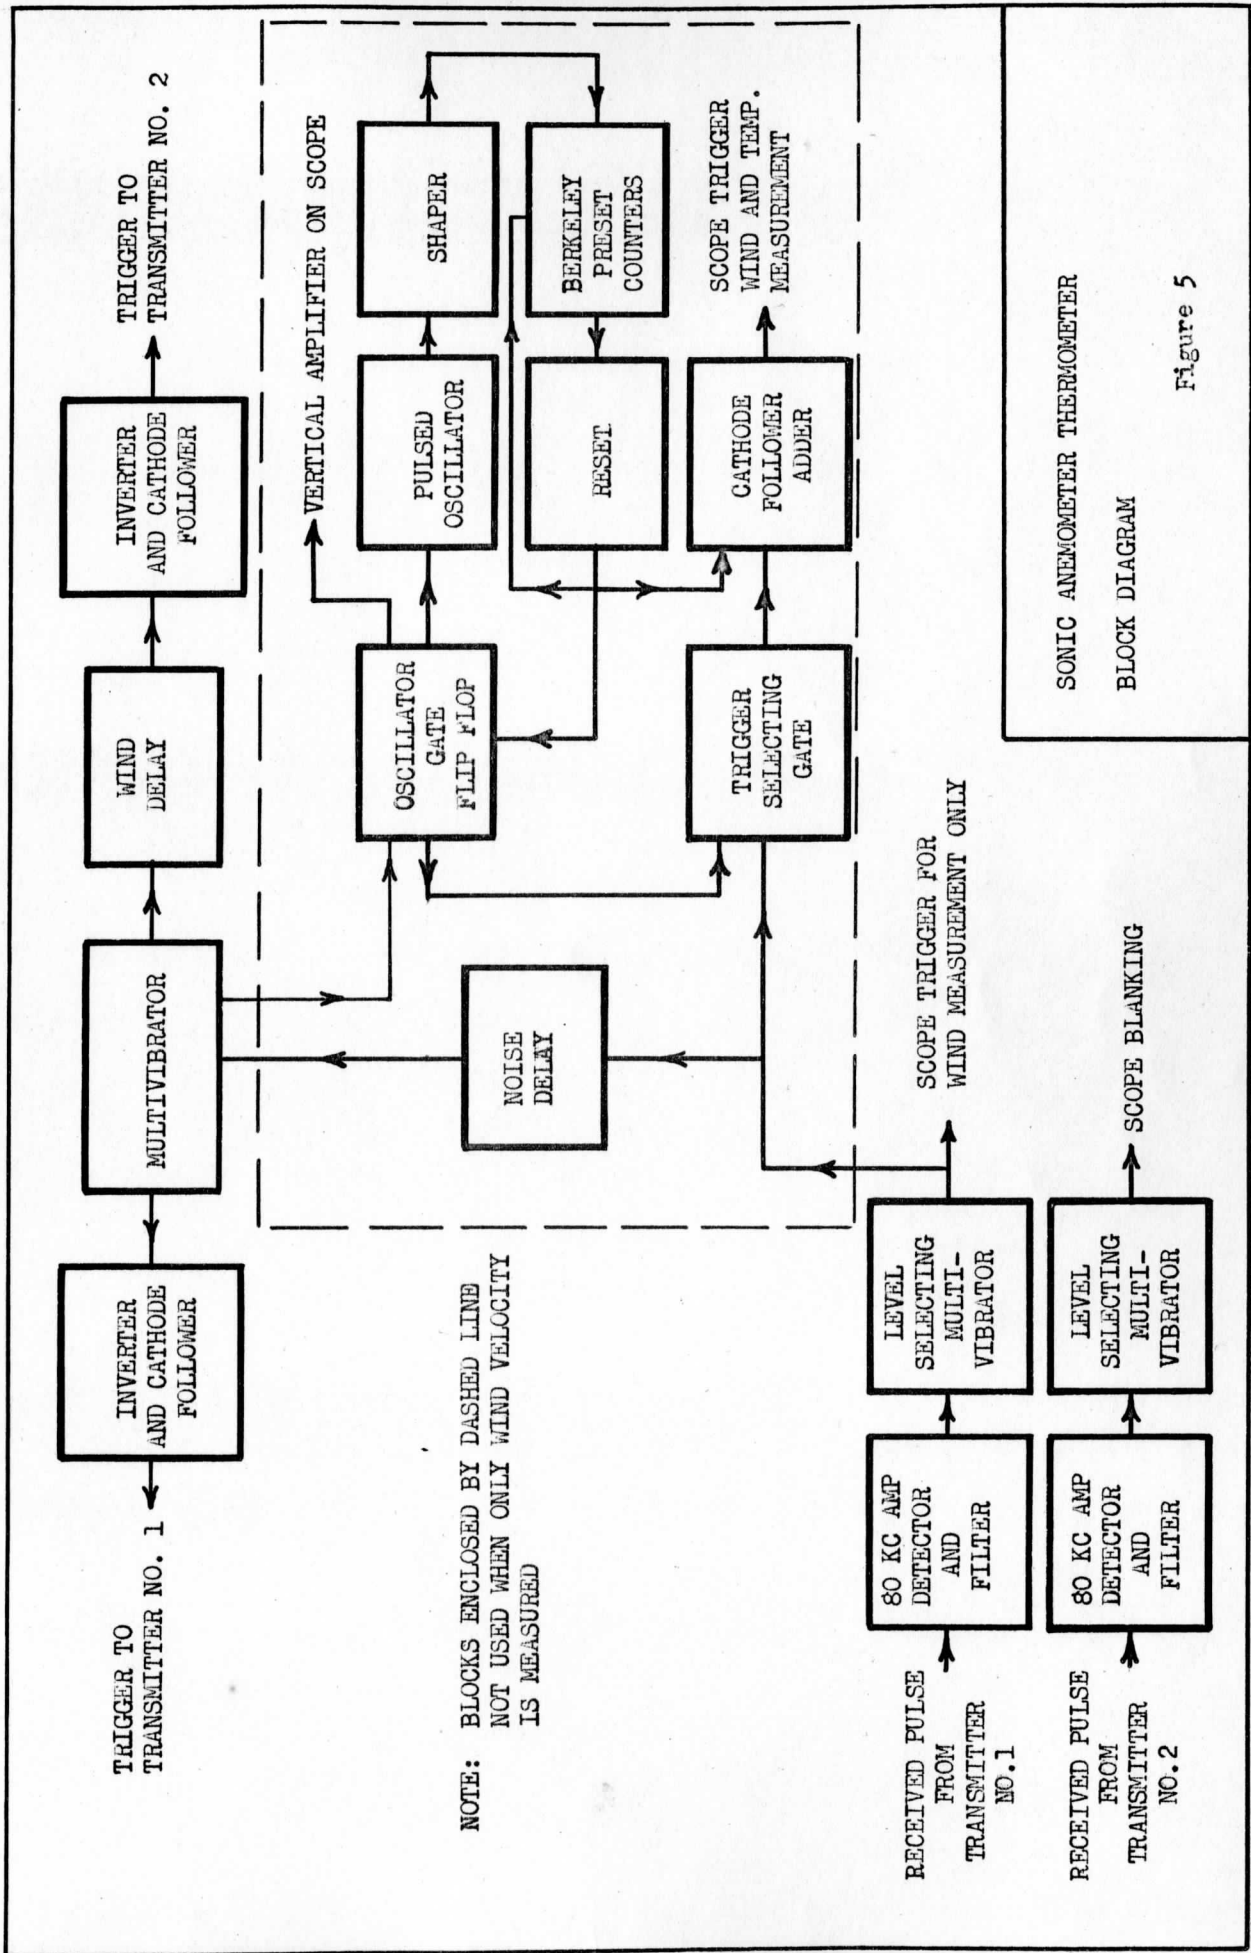 TRIGGER TO
TRANSMITTER NO. 1
INVERTER
AND CATHODE
FOLLOWER
MULTIVIBRATOR
WIND
DELAY
INVERTER
AND CATHODE
FOLLOWER
TRIGGER TO
TRANSMITTER NO. 2
VERTICAL AMPLIFIER ON SCOPE
NOISE
DELAY
OSCILLATOR
GATE
FLIP FLOP
PULSED
OSCILLATOR
SHAPER
RESET
BERKELEY
PRESET
COUNTERS
TRIGGER
SELECTING
GATE
CATHODE
FOLLOWER
ADDER
SCOPE TRIGGER
WIND AND TEMP.
MEASUREMENT
NOTE: BLOCKS ENCLOSED BY DASHED LINE
NOT USED WHEN ONLY WIND VELOCITY
IS MEASURED
RECEIVED PULSE
FROM
TRANSMITTER
NO.1
80 KC AMP
DETECTOR
AND
FILTER
LEVEL
SELECTING
MULTI-
VIBRATOR
SCOPE TRIGGER FOR
WIND MEASUREMENT ONLY
RECEIVED PULSE
FROM
TRANSMITTER
NO.2
80 KC AMP
DETECTOR
AND
FILTER
LEVEL
SELECTING
MULTI-
VIBRATOR
SCOPE BLANKING
SONIC ANEMOMETER THERMOMETER
BLOCK DIAGRAM
Figure 5